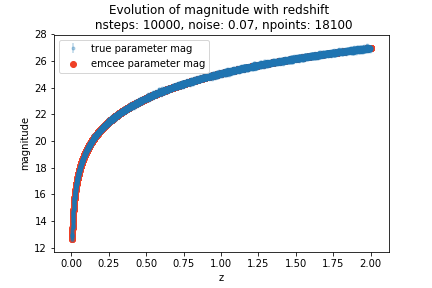 Evolution of magnitude with redshift
nsteps: 10000, noise: 0.07, npoints: 18100
true parameter mag
emcee parameter mag
magnitude
28
26
24
22
20
18
16
14
12
0.00 0.25 0.50 0.75 1.00 1.25 1.50 1.75 2.00
z